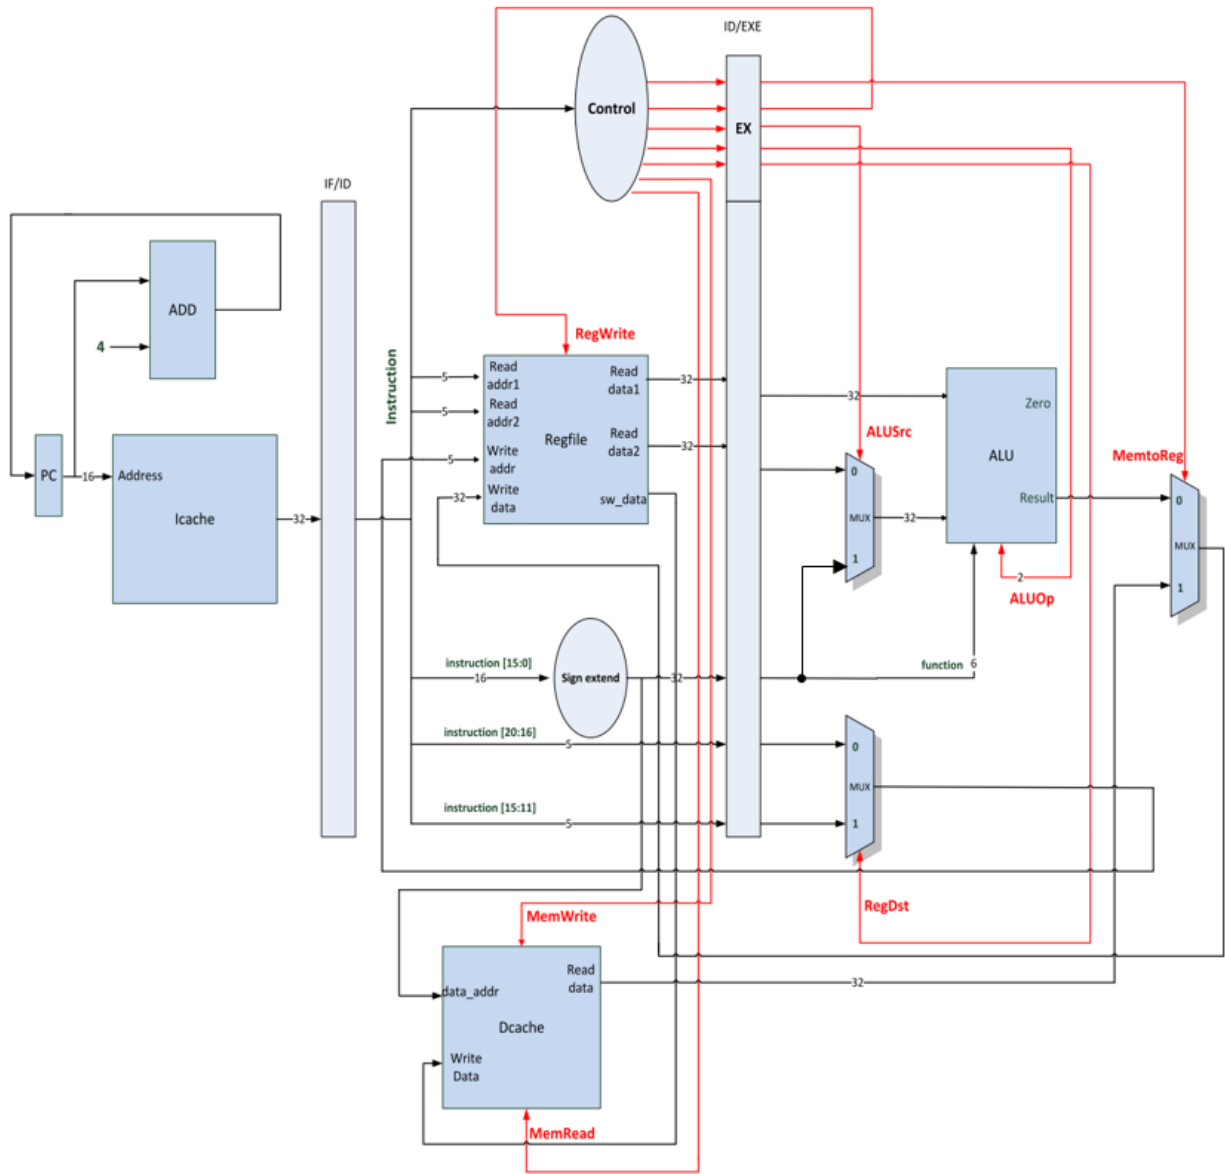 ID/EXE
Control
EX
IF/ID
ADD
4
PC
16
Address
Icache
32
Instruction
RegWrite
5
Read
addr1
5
Read
addr2
5
Write
addr
32
Write
data
Regfile
Read
data1
Read
data2
sw_data
32
32
32
ALUSrc
0
MUX
1
32
Zero
ALU
Result
2
ALUOp
MemtoReg
0
MUX
1
instruction [15:0]
16
Sign extend
32
function 6
instruction [20:16]
5
instruction [15:11]
5
0
MUX
1
RegDst
MemWrite
data_addr
Read
data
Dcache
Write
Data
32
MemRead